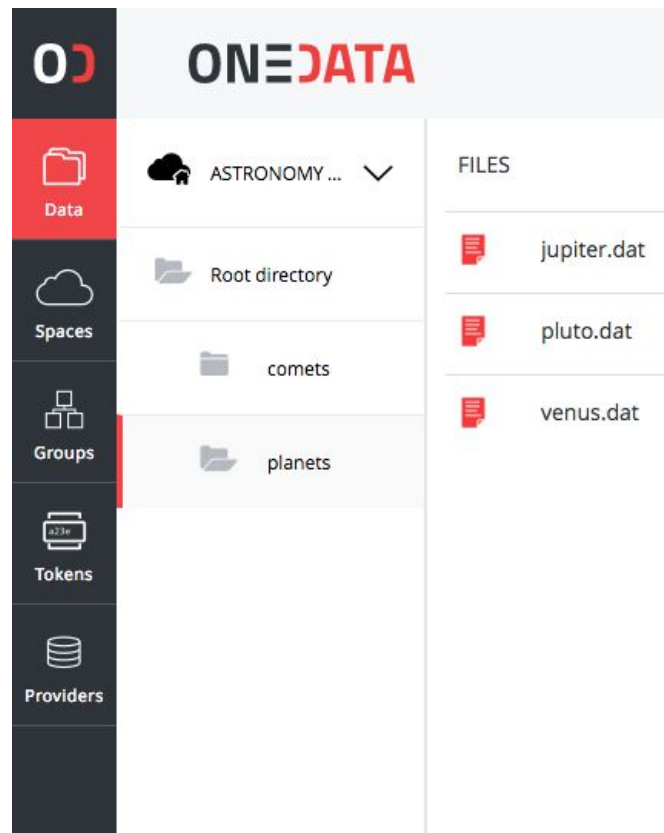 OD
ONEDATA
Data
Spaces
Groups
a23e
Tokens
Providers
ASTRONOMY ...
Root directory
comets
planets
FILES
jupiter.dat
pluto.dat
venus.dat